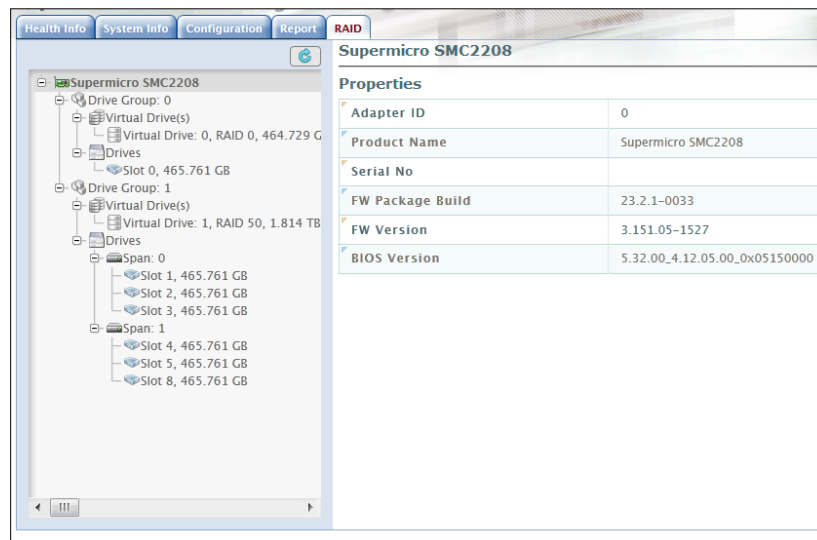 Health Info System Info Configuration Report RAID
Supermicro SMC2208
Supermicro SMC2208
Drive Group: 0
Virtual Drive(s)
Virtual Drive: 0, RAID 0, 464.729 G
Drives
Slot 0, 465.761 GB
Drive Group: 1
Virtual Drive(s)
Virtual Drive: 1, RAID 50, 1.814 TB
Drives
Span: 0
Slot 1, 465.761 GB
Slot 2, 465.761 GB
Slot 3, 465.761 GB
Span: 1
Slot 4, 465.761 GB
Slot 5, 465.761 GB
Slot 8, 465.761 GB
Properties
Adapter ID 0
Product Name Supermicro SMC2208
Serial No
FW Package Build 23.2.1-0033
FW Version 3.151.05-1527
BIOS Version 5.32.00_4.12.05.00_0x05150000